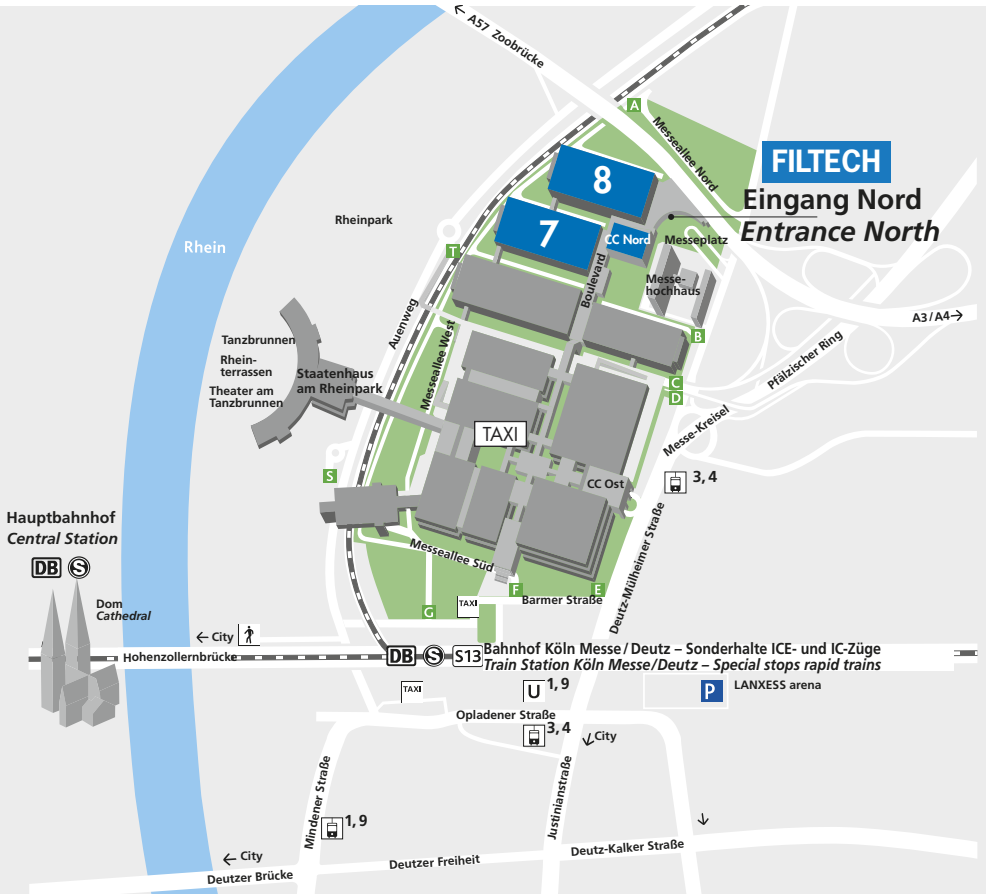 ← A57 Zoobrücke
A
Messeallee Nord
FILTECH
Eingang Nord
Entrance North
8
7
CC Nord
Messeplatz
Rheinpark
Rhein
T
Boulevard
Messe-
hochhaus
A3/A4→
B
Auenweg
Messeallee West
Pfälzischer Ring
Tanzbrunnen
Rhein-
terrassen
Theater am
Tanzbrunnen
Staatenhaus
am Rheinpark
C
D
Messe-Kreisel
TAXI
S
CC Ost
3, 4
Hauptbahnhof
Central Station
DB S
Deutz-Mülheimer Straße
Messeallee Süd
Dom
Cathedral
F
E
G
TAXI
Barmer Straße
← City
Hohenzollernbrücke
DB S S13
Bahnhof Köln Messe/Deutz – Sonderhalte ICE- und IC-Züge
Train Station Köln Messe/Deutz – Special stops rapid trains
TAXI
U 1, 9
P LANXESS arena
Opladener Straße
3, 4
↙City
Mindener Straße
Justinianstraße
1, 9
← City
Deutzer Brücke
Deutzer Freiheit
Deutz-Kalker Straße